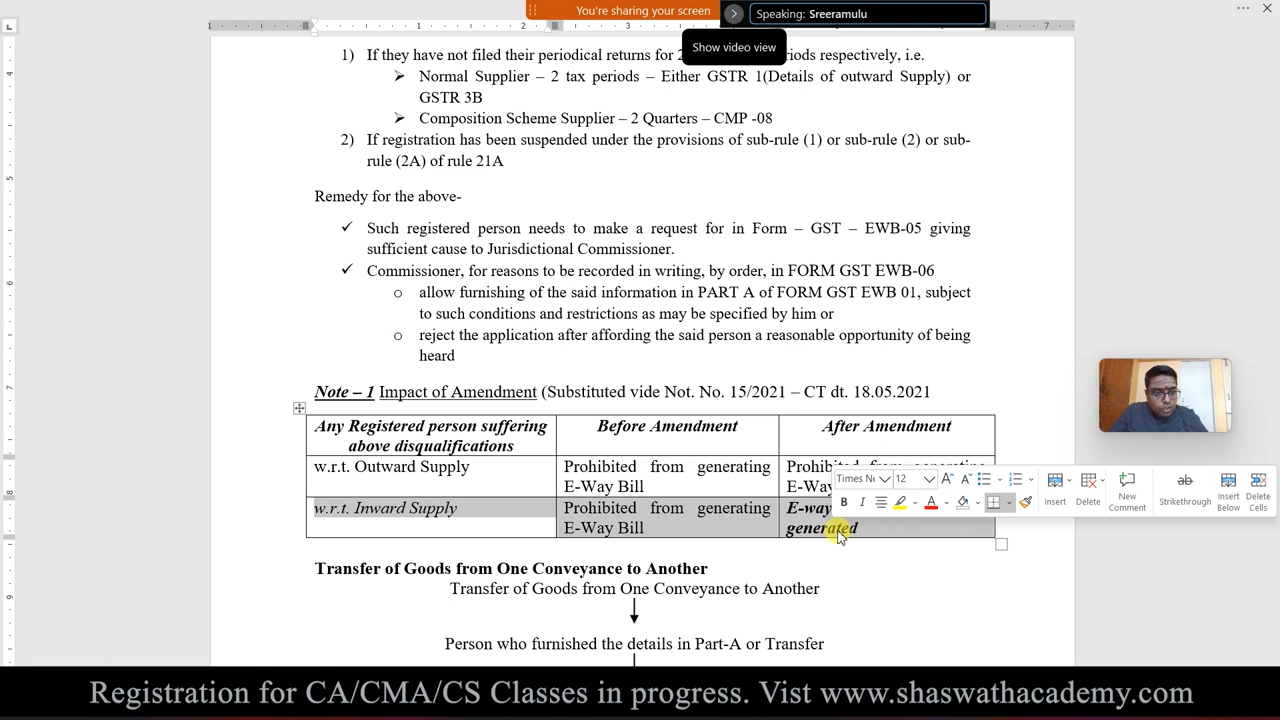 You're sharing your screen
Speaking: Sreeramulu
Show video view
1) If they have not filed their periodical returns for 2 periods respectively, i.e.
➢ Normal Supplier – 2 tax periods – Either GSTR 1(Details of outward Supply) or
GSTR 3B
➢ Composition Scheme Supplier – 2 Quarters – CMP -08
2) If registration has been suspended under the provisions of sub-rule (1) or sub-rule (2) or sub-
rule (2A) of rule 21A
Remedy for the above-
✓ Such registered person needs to make a request for in Form – GST – EWB-05 giving
sufficient cause to Jurisdictional Commissioner.
✓ Commissioner, for reasons to be recorded in writing, by order, in FORM GST EWB-06
o allow furnishing of the said information in PART A of FORM GST EWB 01, subject
to such conditions and restrictions as may be specified by him or
o reject the application after affording the said person a reasonable opportunity of being
heard
Note – 1 Impact of Amendment (Substituted vide Not. No. 15/2021 – CT dt. 18.05.2021
Any Registered person suffering
above disqualifications
Before Amendment
After Amendment
w.r.t. Outward Supply
Prohibited from generating
E-Way Bill
w.r.t. Inward Supply
Prohibited from generating
E-Way Bill
E-way
generated
Times Ne 12
Insert
Delete
New
Comment
Strikethrough
Insert
Below
Delete
Cells
Transfer of Goods from One Conveyance to Another
Transfer of Goods from One Conveyance to Another
Person who furnished the details in Part-A or Transfer
Registration for CA/CMA/CS Classes in progress. Vist www.shaswathacademy.com